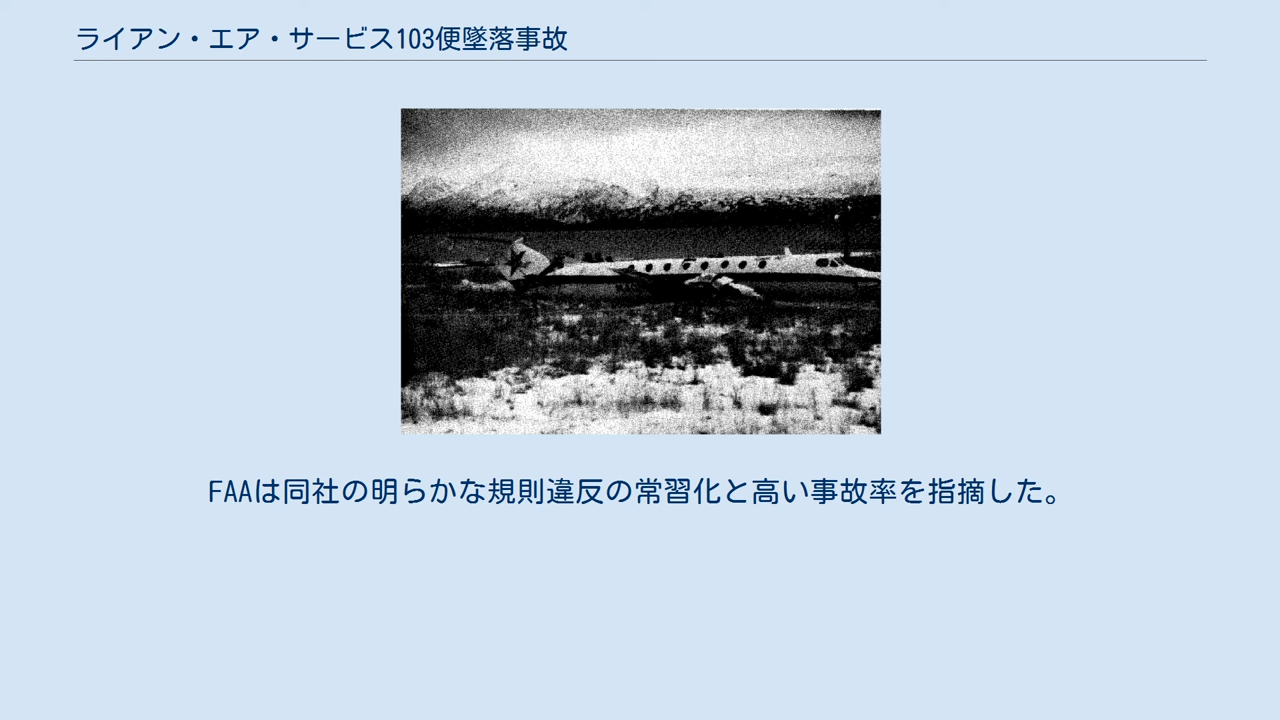 ライアン・エア・サービス103便墜落事故
FAAは同社の明らかな規則違反の常習化と高い事故率を指摘した。